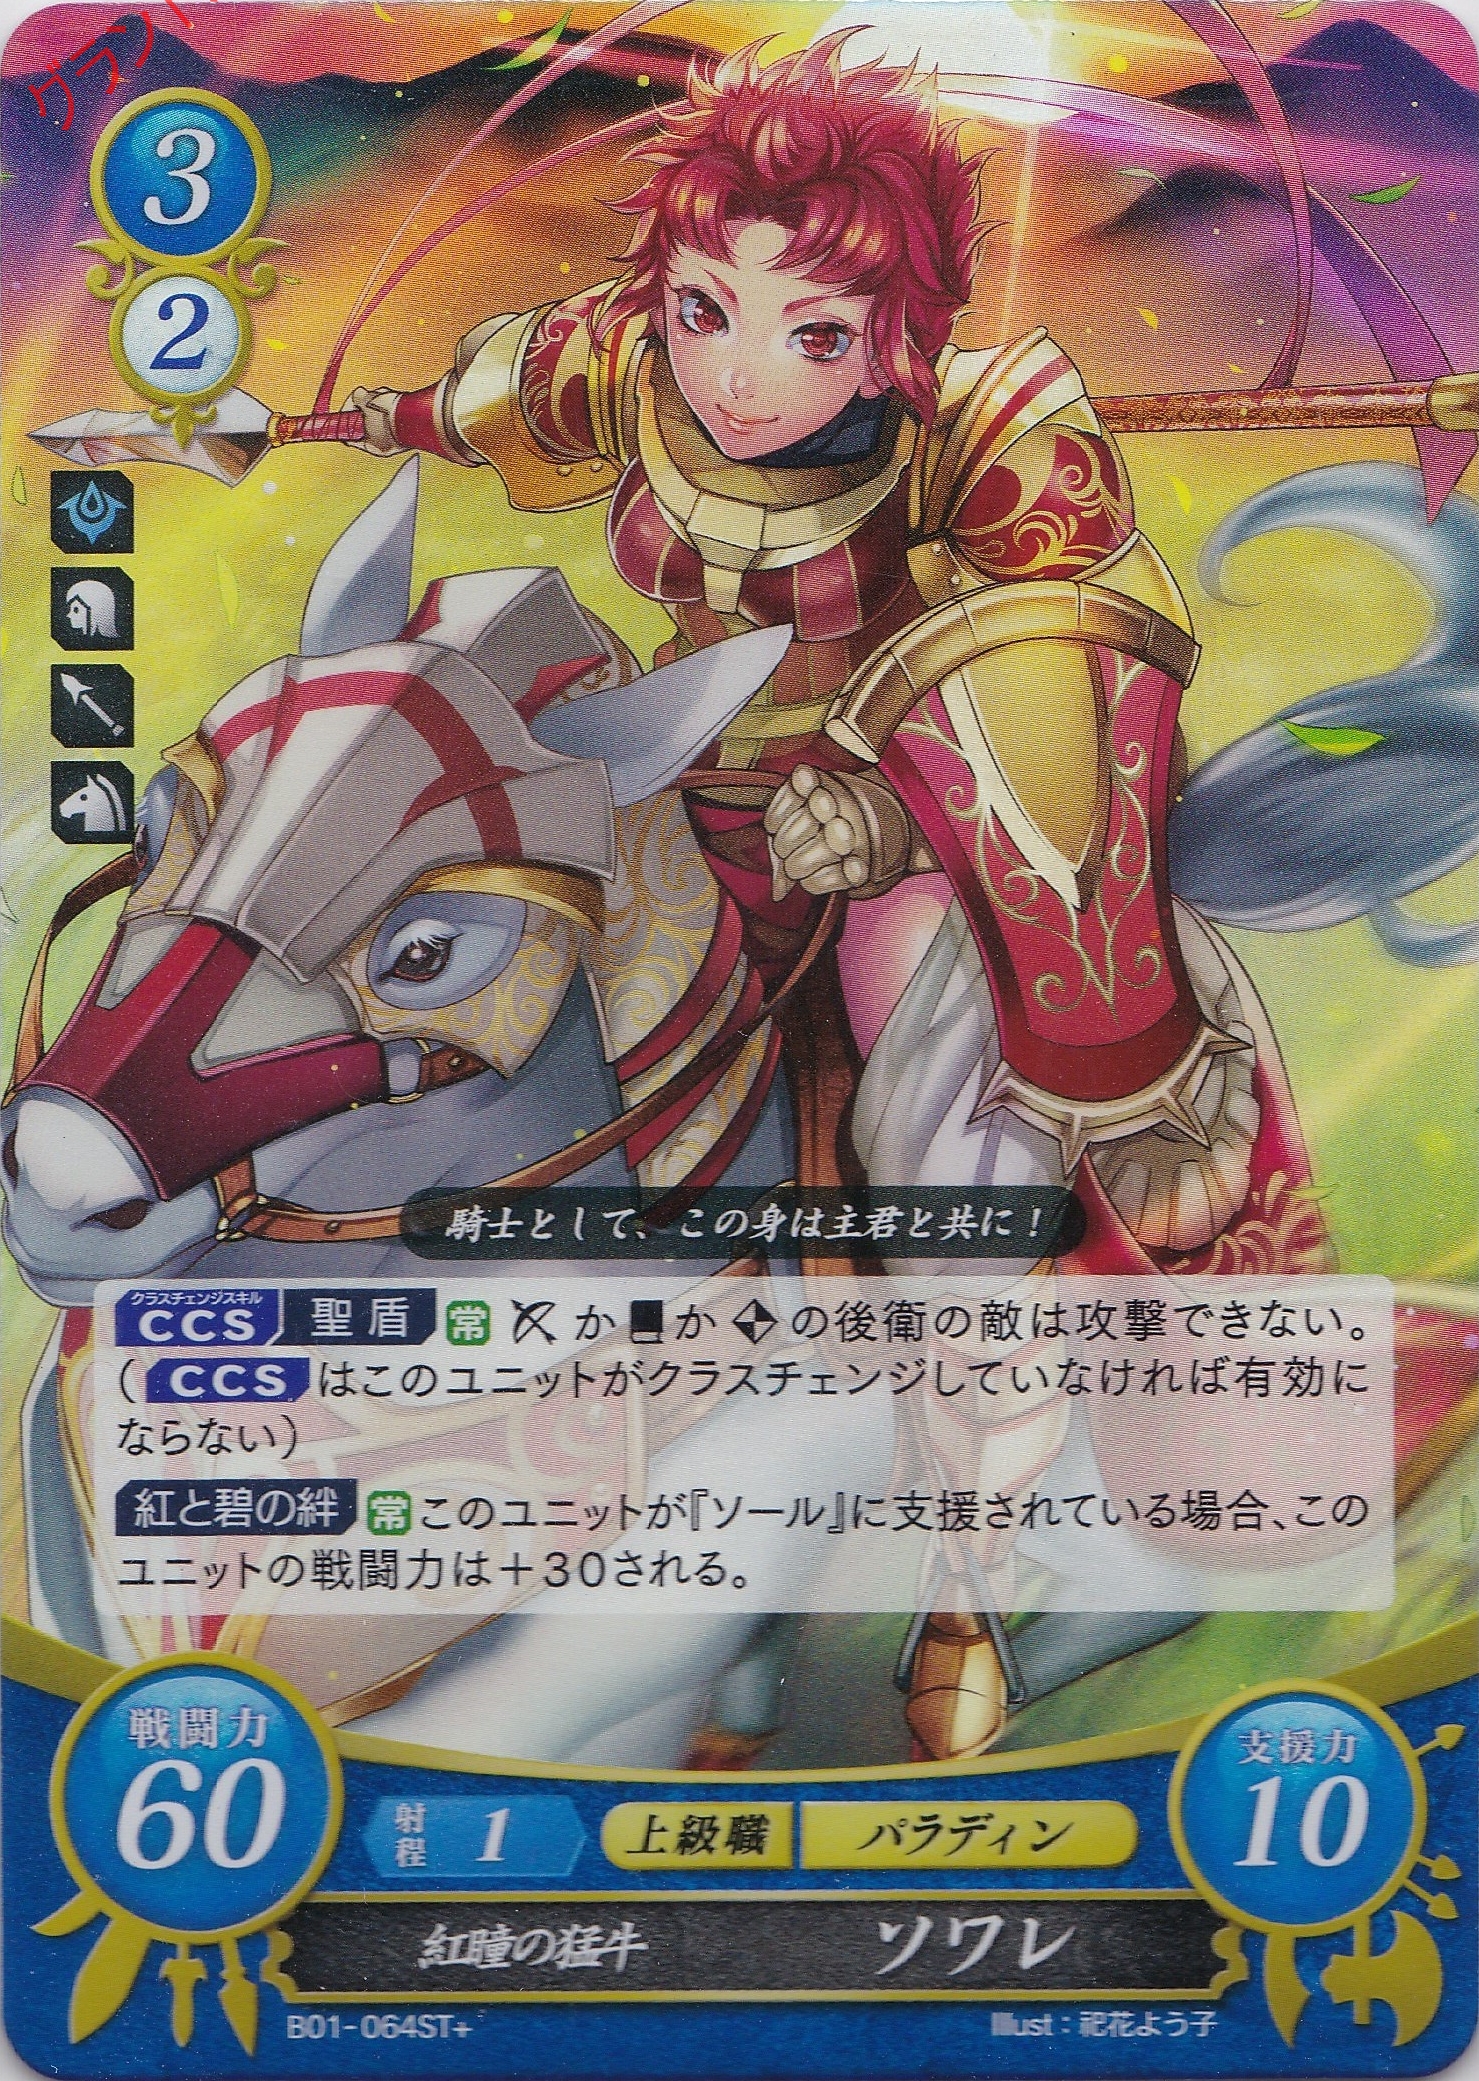 グラン
3
2
騎士として、この身は主君と共に！
クラスチェンジスキル
CCS 聖盾 常 か か の後衛の敵は攻撃できない。
（CCSはこのユニットがクラスチェンジしていなければ有効に
ならない）
紅と碧の絆 常 このユニットが『ソール』に支援されている場合、この
ユニットの戦闘力は＋30される。
戦闘力
60
射程 1
上級職 パラディン
支援力
10
紅瞳の猛牛 ソワレ
B01-064ST+
Illust：祀花よう子